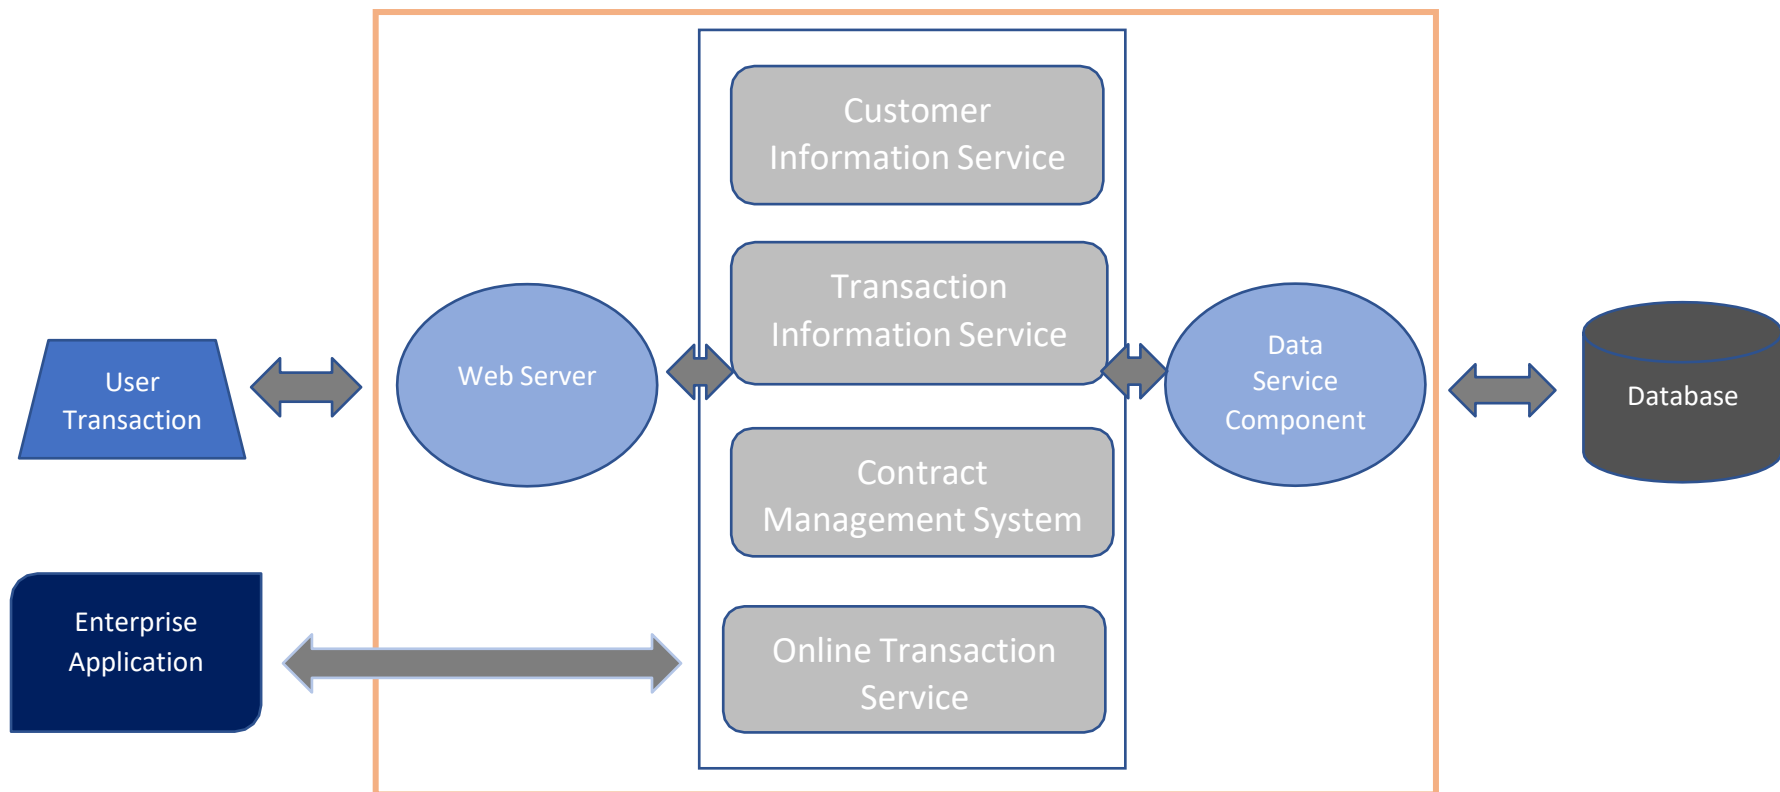 Customer
Information Service
Transaction
Information Service
Web Server
Data
Service
Component
User
Transaction
Database
Contract
Management System
Enterprise
Application
Online Transaction
Service